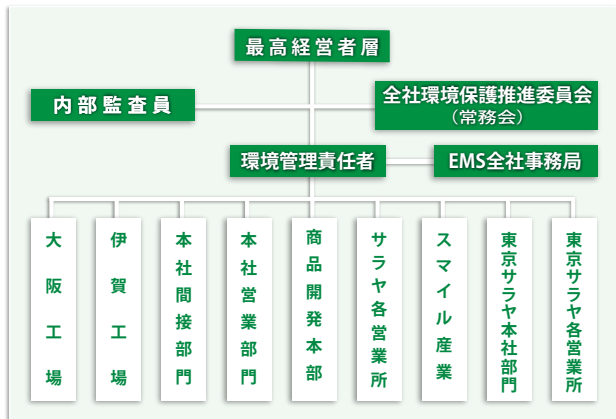 最高経営者層
内部監査員
全社環境保護推進委員会
（常務会）
環境管理責任者
EMS全社事務局
大阪工場
伊賀工場
本社間接部門
本社営業部門
商品開発本部
サラヤ各営業所
スマイル産業
東京サラヤ本社部門
東京サラヤ各営業所